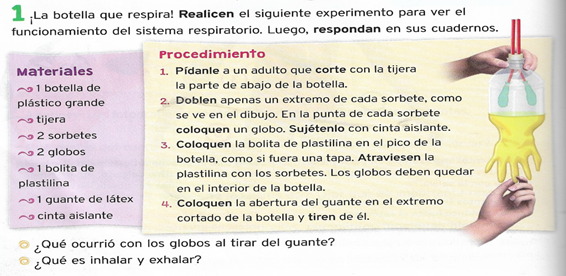 1 ¡La botella que respira! Realicen el siguiente experimento para ver el
funcionamiento del sistema respiratorio. Luego, respondan en sus cuadernos.
Materiales
1 botella de
plástico grande
tijera
2 sorbetes
2 globos
1 bolita de
plastilina
1 guante de látex
cinta aislante
Procedimiento
1. Pídanle a un adulto que corte con la tijera
la parte de abajo de la botella.
2. Doblen apenas un extremo de cada sorbete, como
se ve en el dibujo. En la punta de cada sorbete
coloquen un globo. Sujétenlo con cinta aislante.
3. Coloquen la bolita de plastilina en el pico de la
botella, como si fuera una tapa. Atraviesen la
plastilina con los sorbetes. Los globos deben quedar
en el interior de la botella.
4. Coloquen la abertura del guante en el extremo
cortado de la botella y tiren de él.
¿Qué ocurrió con los globos al tirar del guante?
¿Qué es inhalar y exhalar?